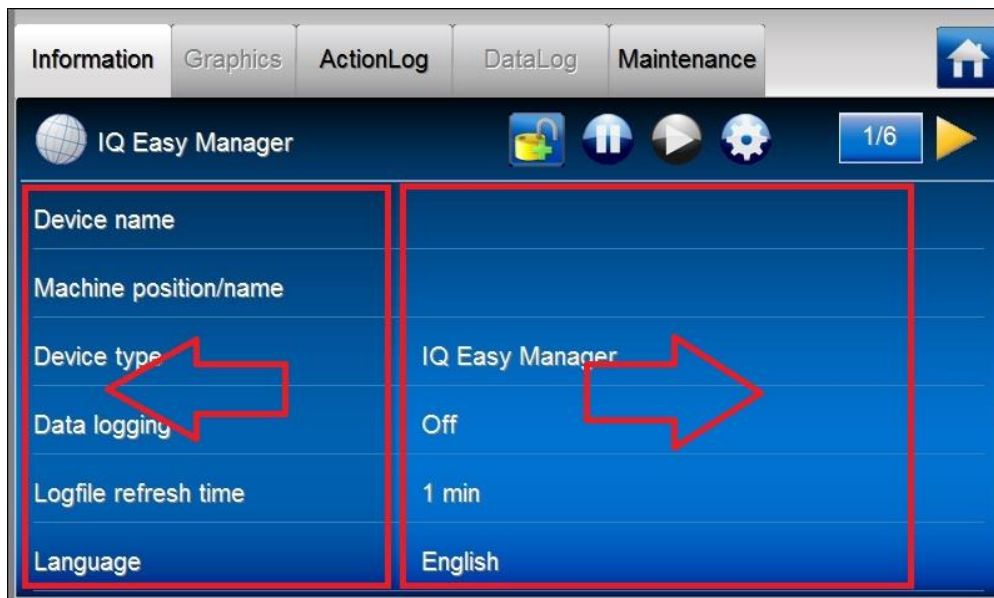 Information Graphics ActionLog DataLog Maintenance
IQ Easy Manager 1/6
Device name
Machine position/name
Device type IQ Easy Manager
Data logging Off
Logfile refresh time 1 min
Language English